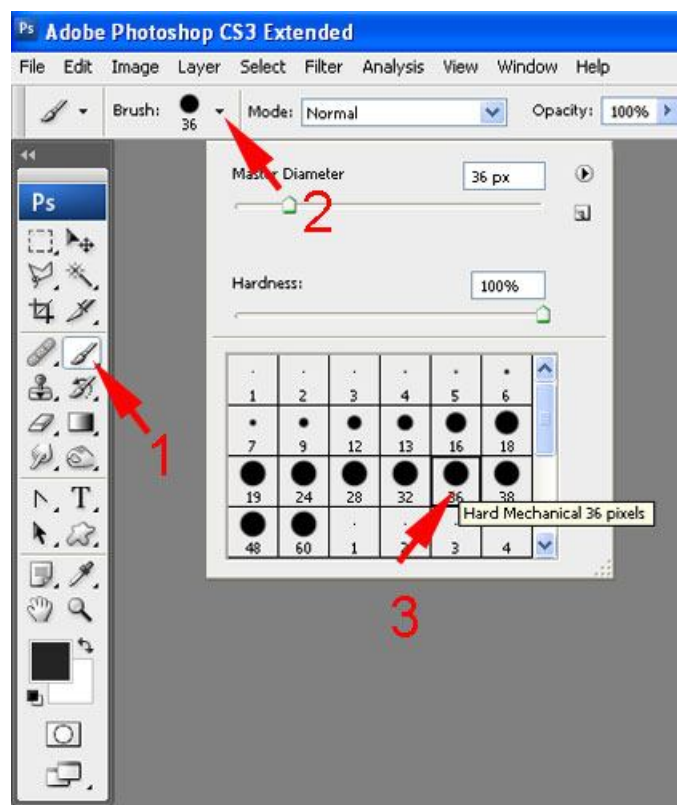 Ps Adobe Photoshop CS3 Extended
File Edit Image Layer Select Filter Analysis View Window Help
Brush: 36 Mode: Normal Opacity: 100%
Ps
Master Diameter 36 px
2
Hardness: 100%
1 2 3 4 5 6
7 9 12 13 16 18
1
19 24 28 32 36 38
Hard Mechanical 36 pixels
48 60 1 2 3 4
T
3